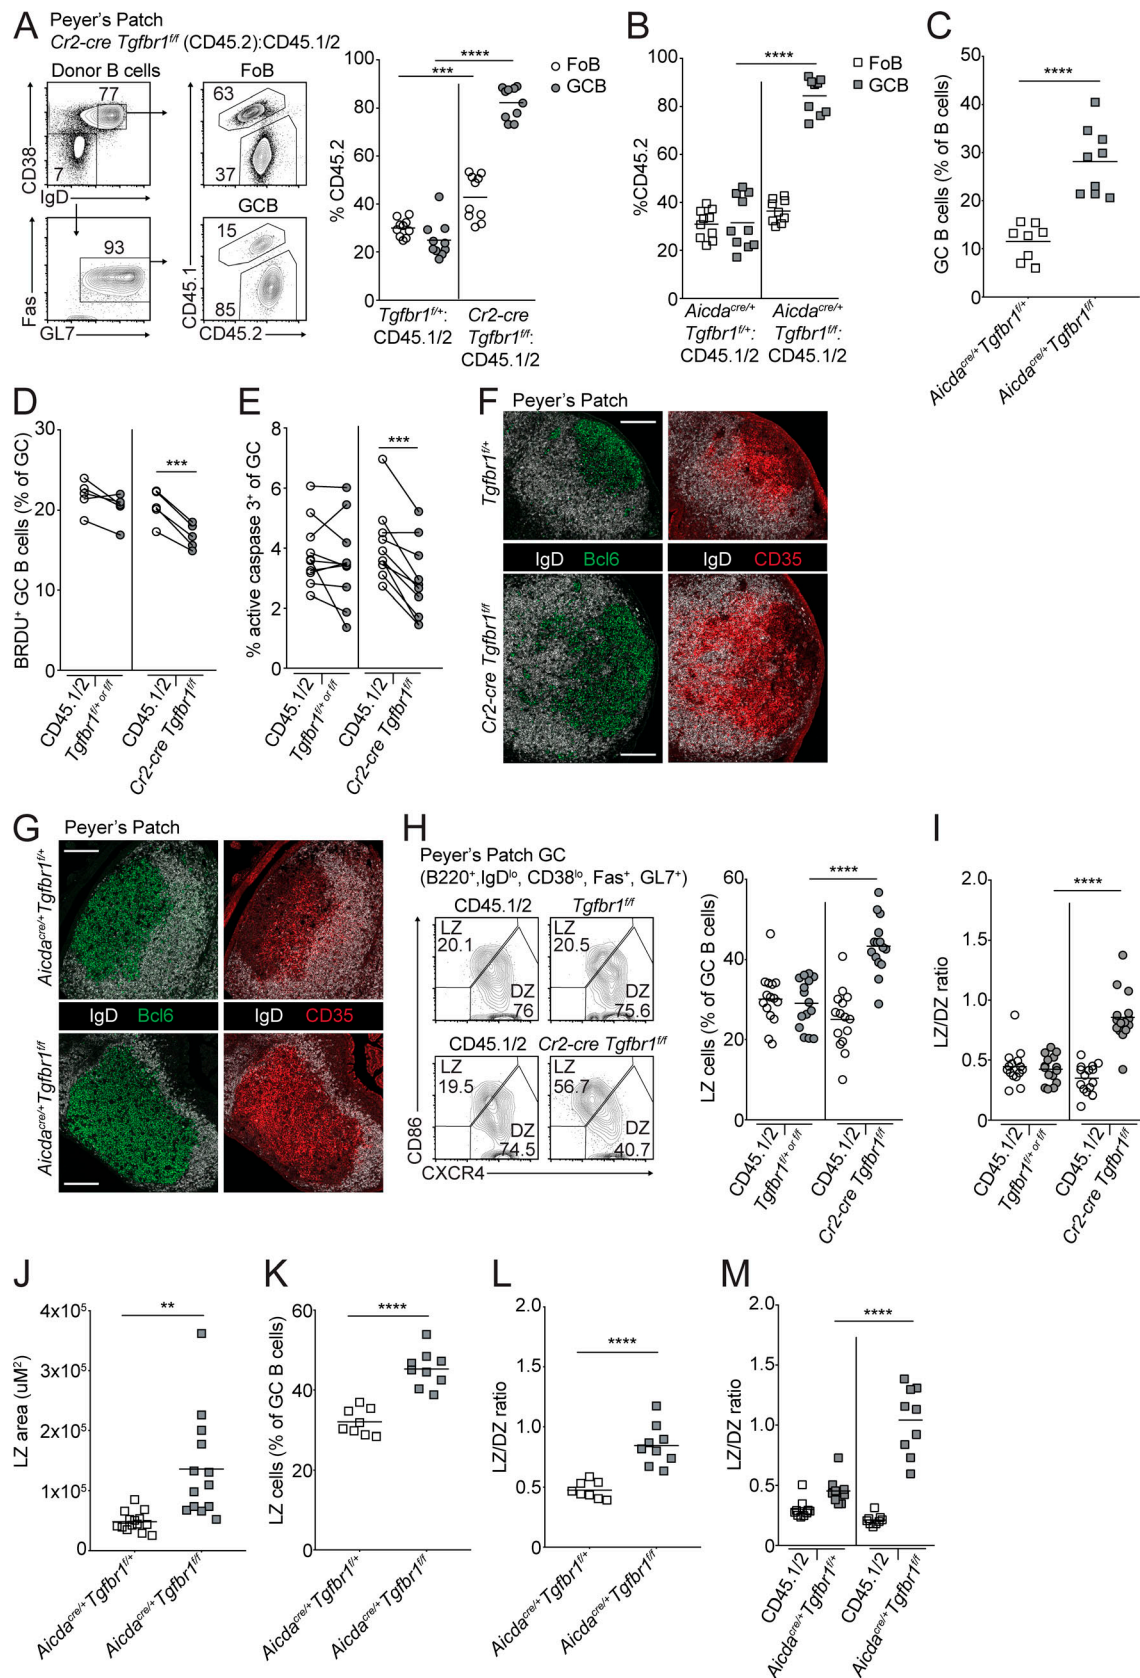 A
Peyer's Patch
Cr2-cre Tgfbr1f/f (CD45.2):CD45.1/2
Donor B cells
FoB
77
7
CD38
IgD
63
37
93
Fas
GL7
GCB
15
85
CD45.1
CD45.2
****
***
FoB
GCB
% CD45.2
100
80
60
40
20
0
Tgfbr1f/+:
CD45.1/2
Cr2-cre
Tgfbr1f/f:
CD45.1/2
B
****
FoB
GCB
%CD45.2
100
80
60
40
20
0
Aicdacre/+
Tgfbr1f/+:
CD45.1/2
Aicdacre/+
Tgfbr1f/f:
CD45.1/2
C
****
GC B cells (% of B cells)
50
40
30
20
10
0
Aicdacre/+Tgfbr1f/+
Aicdacre/+Tgfbr1f/f
D
***
BRDU+ GC B cells (% of GC)
30
20
10
0
CD45.1/2
Tgfbr1f/+ or f/f
CD45.1/2
Cr2-cre Tgfbr1f/f
E
***
% active caspase 3+ of GC
8
6
4
2
0
CD45.1/2
Tgfbr1f/+ or f/f
CD45.1/2
Cr2-cre Tgfbr1f/f
F
Peyer's Patch
Tgfbr1f/+
IgD Bcl6
IgD CD35
Cr2-cre Tgfbr1f/f
G
Peyer's Patch
Aicdacre/+Tgfbr1f/+
IgD Bcl6
IgD CD35
Aicdacre/+Tgfbr1f/f
H
Peyer's Patch GC
(B220+,IgDlo, CD38lo, Fas+, GL7+)
CD45.1/2
Tgfbr1f/f
LZ
20.1
DZ
76
LZ
20.5
DZ
75.6
CD45.1/2
Cr2-cre Tgfbr1f/f
LZ
19.5
DZ
74.5
LZ
56.7
DZ
40.7
CD86
CXCR4
****
LZ cells (% of GC B cells)
60
40
20
0
CD45.1/2
Tgfbr1f/+ or f/f
CD45.1/2
Cr2-cre Tgfbr1f/f
I
****
LZ/DZ ratio
2.0
1.5
1.0
0.5
0
CD45.1/2
Tgfbr1f/+ or f/f
CD45.1/2
Cr2-cre Tgfbr1f/f
J
**
LZ area (uM2)
4x105
3x105
2x105
1x105
0
Aicdacre/+Tgfbr1f/+
Aicdacre/+Tgfbr1f/f
K
****
LZ cells (% of GC B cells)
60
40
20
0
Aicdacre/+Tgfbr1f/+
Aicdacre/+Tgfbr1f/f
L
****
LZ/DZ ratio
2.0
1.5
1.0
0.5
0
Aicdacre/+Tgfbr1f/+
Aicdacre/+Tgfbr1f/f
M
****
LZ/DZ ratio
2.0
1.5
1.0
0.5
0
CD45.1/2
Aicdacre/+Tgfbr1f/+
CD45.1/2
Aicdacre/+Tgfbr1f/f